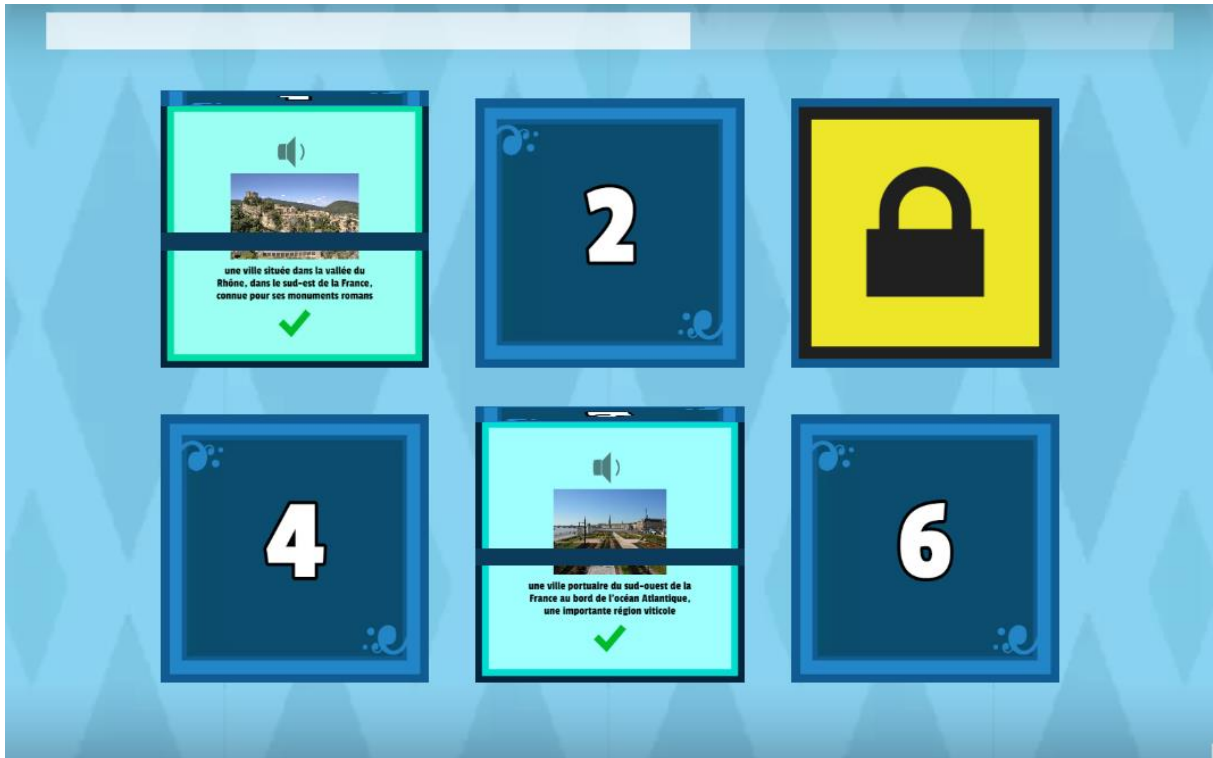 une ville située dans la vallée du
Rhône, dans le sud-est de la France,
connue pour ses monuments romans
2
4
une ville portuaire du sud-ouest de la
France au bord de l'océan Atlantique,
une importante région viticole
6